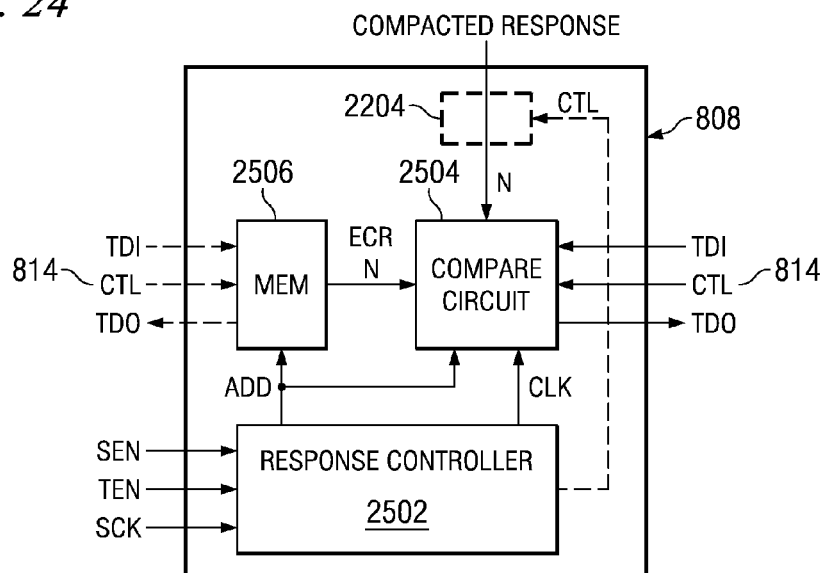 . 24
COMPACTED RESPONSE
2204
CTL
808
2506
2504
N
TDI
814
CTL
TDO
MEM
ECR
N
COMPARE
CIRCUIT
TDI
CTL
814
TDO
ADD
CLK
SEN
TEN
SCK
RESPONSE CONTROLLER
2502